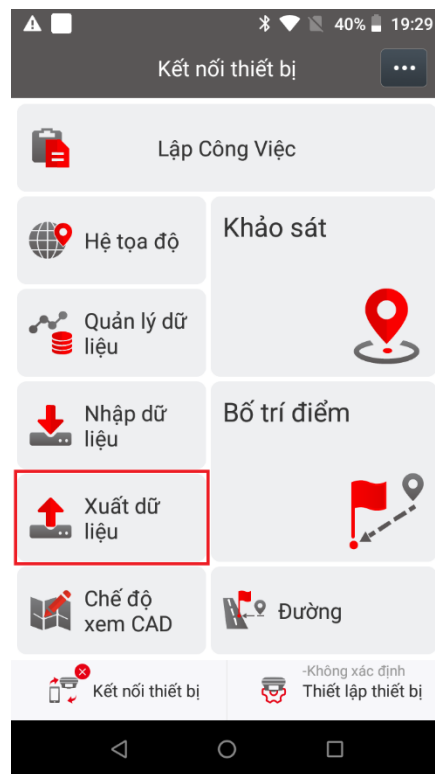 40% 19:29
Kết nối thiết bị
Lập Công Việc
Hệ tọa độ
Khảo sát
Quản lý dữ
liệu
Nhập dữ
liệu
Bố trí điểm
Xuất dữ
liệu
Chế độ
xem CAD
Đường
Kết nối thiết bị
-Không xác định
Thiết lập thiết bị